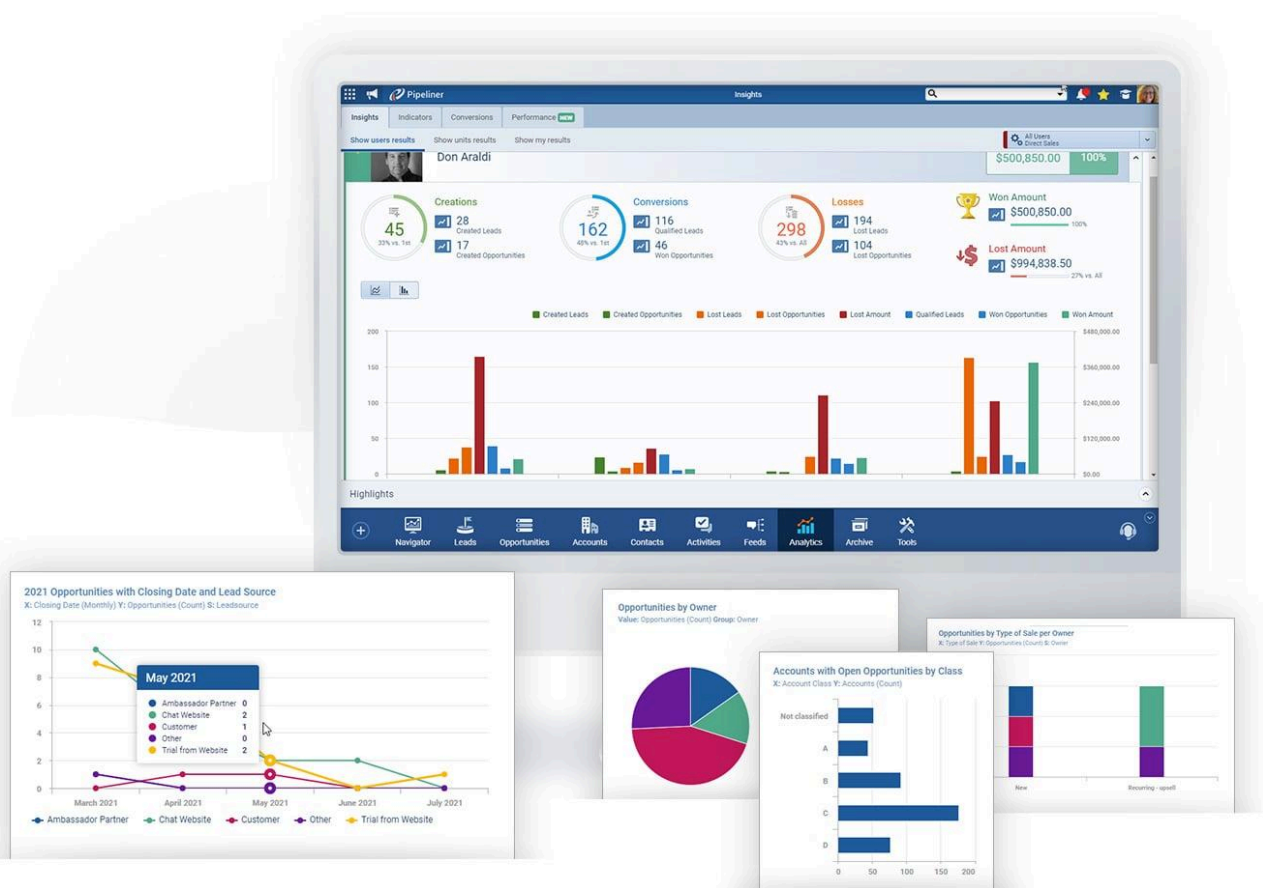 Pipeliner
Insights
Insights Indicators Conversions Performance NEW
Show users results Show units results Show my results
All Users
Direct Sales
Don Araldi
$500,850.00 100%
Creations
45
33% vs. 1st
28
Created Leads
17
Created Opportunities
Conversions
162
48% vs. 1st
116
Qualified Leads
46
Won Opportunities
Losses
298
43% vs. All
194
Lost Leads
104
Lost Opportunities
Won Amount
$500,850.00
100%
Lost Amount
$994,838.50
27% vs. All
Created Leads Created Opportunities Lost Leads Lost Opportunities Lost Amount Qualified Leads Won Opportunities Won Amount
200 $480,000.00
150 $360,000.00
100 $240,000.00
50 $120,000.00
0 $0.00
Highlights
Navigator Leads Opportunities Accounts Contacts Activities Feeds Analytics Archive Tools
2021 Opportunities with Closing Date and Lead Source
X: Closing Date (Monthly) Y: Opportunities (Count) S: Leadsource
12
10
8
6
4
2
0
May 2021
Ambassador Partner 0
Chat Website 2
Customer 1
Other 0
Trial from Website 2
March 2021 April 2021 May 2021 June 2021 July 2021
Ambassador Partner Chat Website Customer Other Trial from Website
Opportunities by Owner
Value: Opportunities (Count) Group: Owner
Accounts with Open Opportunities by Class
X: Account Class Y: Accounts (Count)
Not classified
A
B
C
D
0 50 100 150 200
Opportunities by Type of Sale per Owner
X: Type of Sale Y: Opportunities (Count) S: Owner
New Recurring - upsell